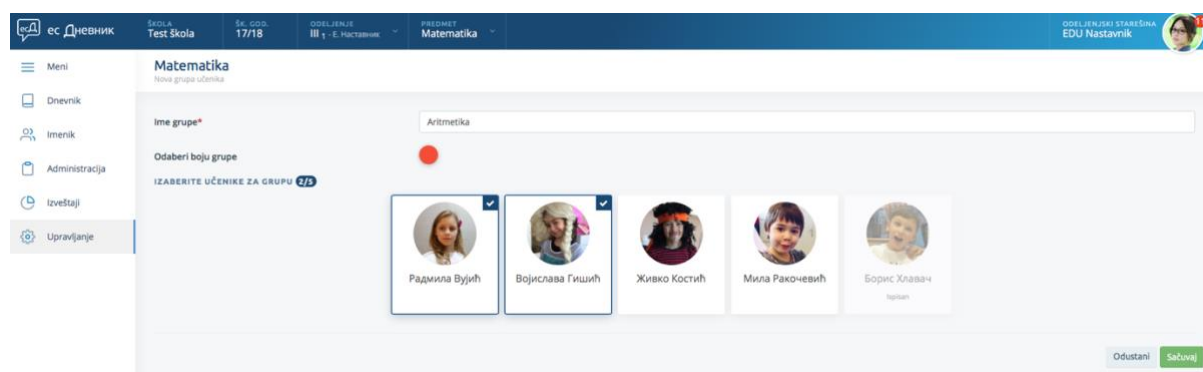 есД
ес Дневник
ŠKOLA
Test škola
ŠK. GOD.
17/18
ODELJENJE
III 1 - Е. Наставник
PREDMET
Matematika
ODELJENJSKI STAREŠINA
EDU Nastavnik
Meni
Dnevnik
Imenik
Administracija
Izveštaji
Upravljanje
Matematika
Nova grupa učenika
Ime grupe*
Aritmetika
Odaberi boju grupe
IZABERITE UČENIKE ZA GRUPU 2/5
Радмила Вујић
Војислава Гишић
Живко Костић
Мила Ракочевић
Борис Хлавач
Ispisan
Odustani
Sačuvaj